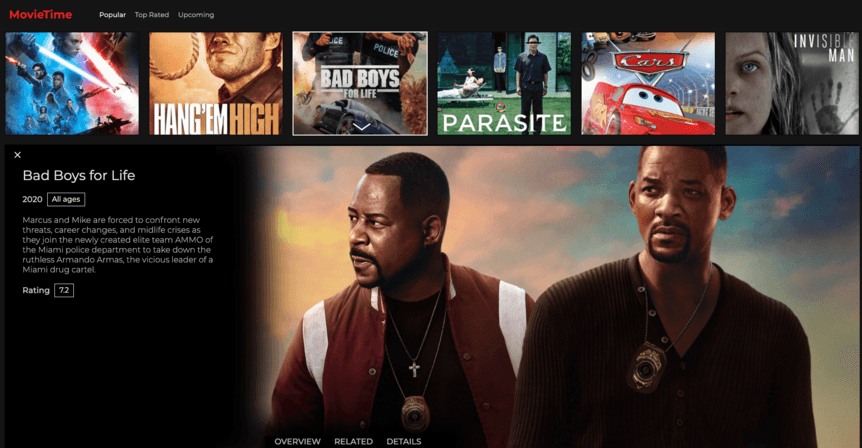 MovieTime
Popular
Top Rated
Upcoming
HANG'EM HIGH
POLICE
BAD BOYS
FOR LIFE
PARASITE
Cars
INVISIBLE
MAN
Bad Boys for Life
2020
All ages
Marcus and Mike are forced to confront new
threats, career changes, and midlife crises as
they join the newly created elite team AMMO of
the Miami police department to take down the
ruthless Armando Armas, the vicious leader of a
Miami drug cartel.
Rating
7.2
OVERVIEW
RELATED
DETAILS